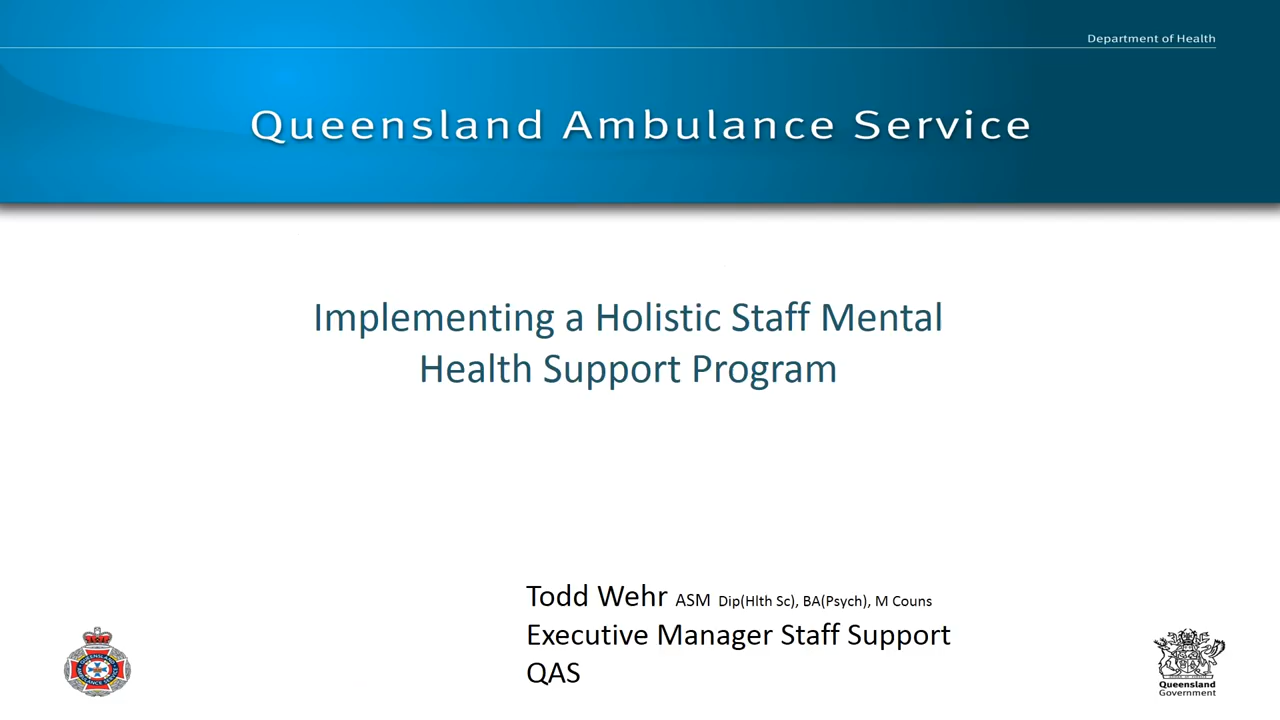 Department of Health
Queensland Ambulance Service
Implementing a Holistic Staff Mental
Health Support Program
Todd Wehr ASM Dip(Hlth Sc), BA(Psych), M Couns
Executive Manager Staff Support
QAS
Queensland
Government